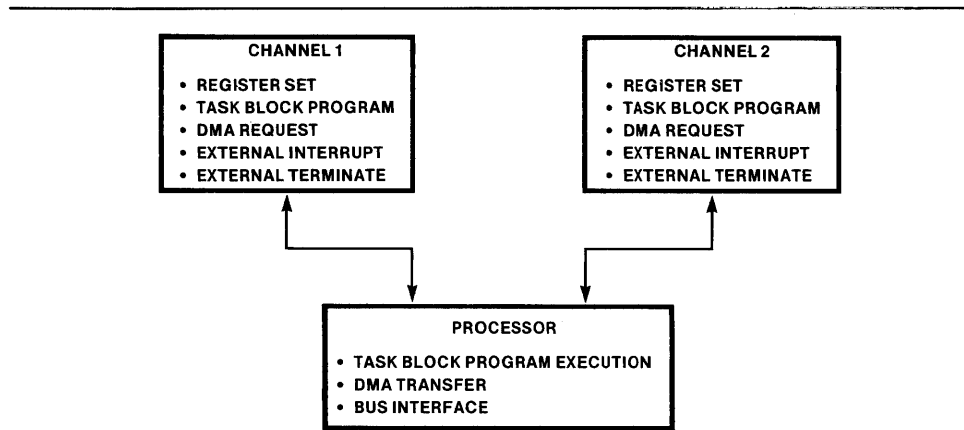 CHANNEL 1
• REGISTER SET
• TASK BLOCK PROGRAM
• DMA REQUEST
• EXTERNAL INTERRUPT
• EXTERNAL TERMINATE
CHANNEL 2
• REGISTER SET
• TASK BLOCK PROGRAM
• DMA REQUEST
• EXTERNAL INTERRUPT
• EXTERNAL TERMINATE
PROCESSOR
• TASK BLOCK PROGRAM EXECUTION
• DMA TRANSFER
• BUS INTERFACE